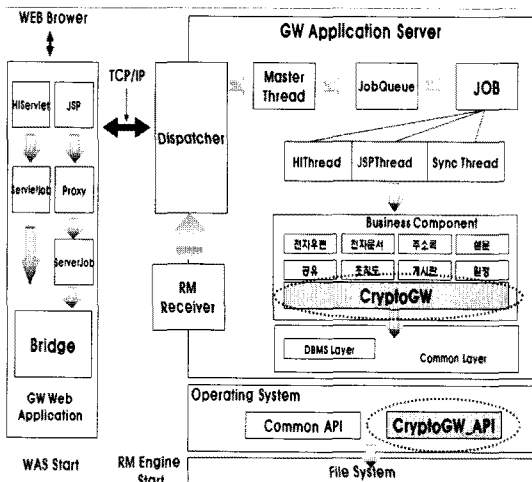 WEB Brower
GW Application Server
TCP/IP
HIServlet
JSP
Dispatcher
Master
Thread
JobQueue
JOB
ServletJob
Proxy
HIThread
JSPThread
Sync Thread
ServerJob
Business Component
전자우편
전자문서
주소록
설문
공유
조직도
게시판
일정
RM
Receiver
CryptoGW
Bridge
DBMS Layer
Common Layer
GW Web
Application
Operating System
Common API
CryptoGW_API
WAS Start
RM Engine
Start
File System